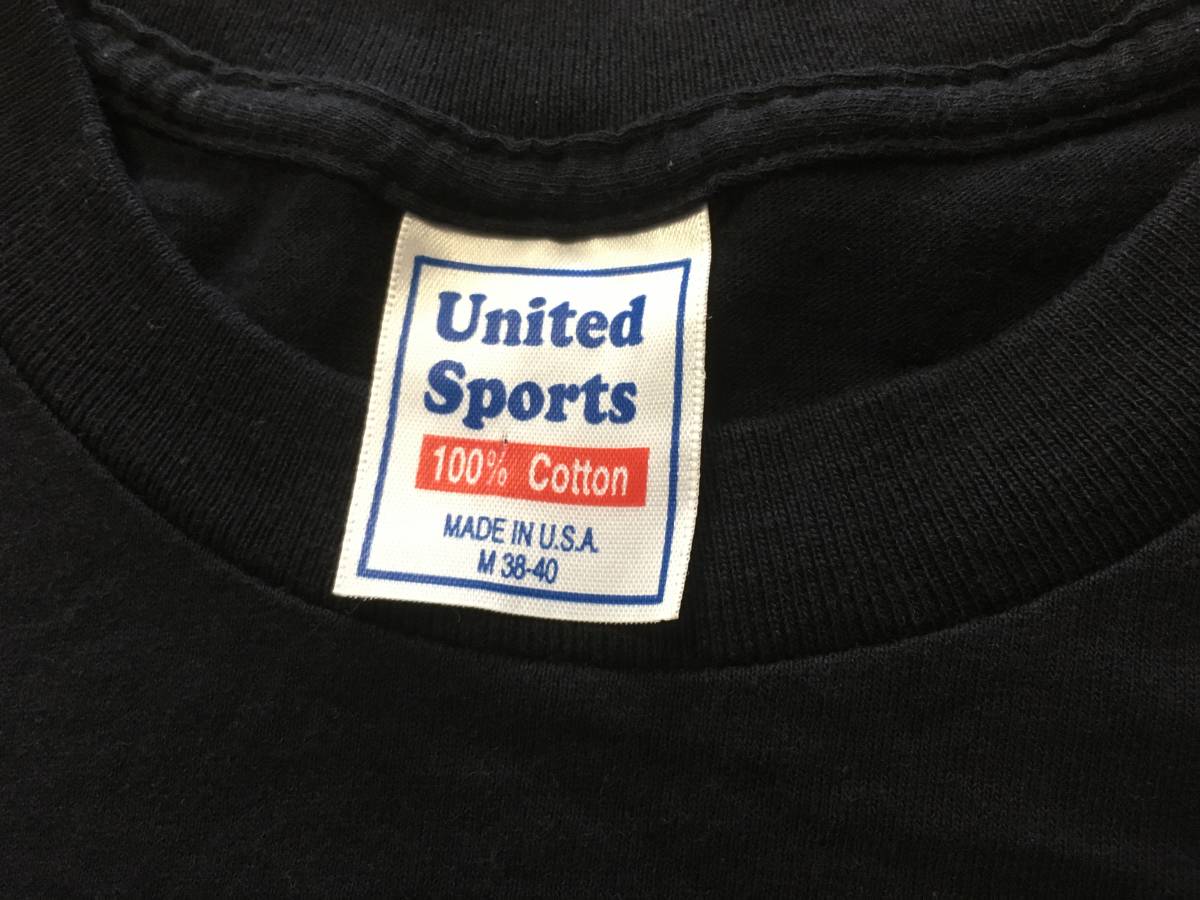 United
Sports
100% Cotton
MADE IN U.S.A.
M 38-40